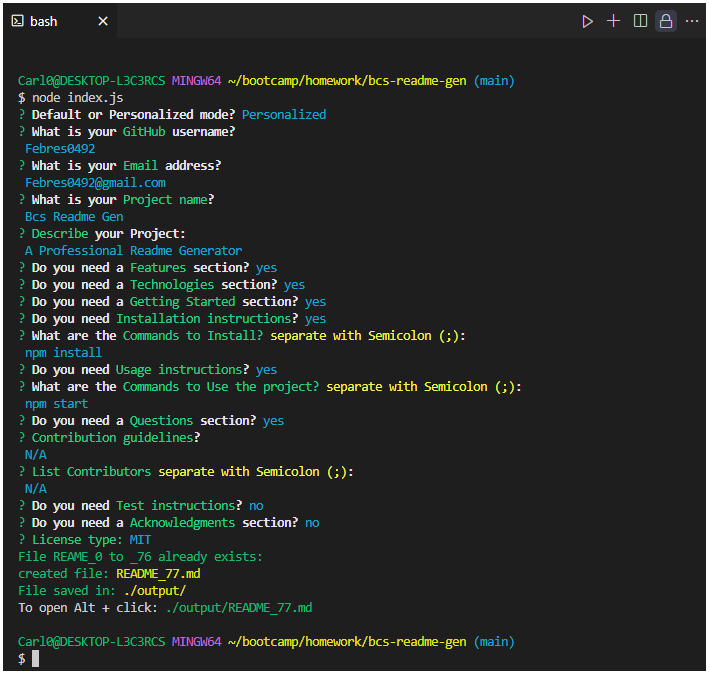 bash
Carl0@DESKTOP-L3C3RCS MINGW64 ~/bootcamp/homework/bcs-readme-gen (main)
$ node index.js
? Default or Personalized mode? Personalized
? What is your GitHub username?
Febres0492
? What is your Email address?
Febres0492@gmail.com
? What is your Project name?
Bcs Readme Gen
? Describe your Project:
A Professional Readme Generator
? Do you need a Features section? yes
? Do you need a Technologies section? yes
? Do you need a Getting Started section? yes
? Do you need Installation instructions? yes
? What are the Commands to Install? separate with Semicolon (;):
npm install
? Do you need Usage instructions? yes
? What are the Commands to Use the project? separate with Semicolon (;):
npm start
? Do you need a Questions section? yes
? Contribution guidelines?
N/A
? List Contributors separate with Semicolon (;):
N/A
? Do you need Test instructions? no
? Do you need a Acknowledgments section? no
? License type: MIT
File REAME_0 to _76 already exists:
created file: README_77.md
File saved in: ./output/
To open Alt + click: ./output/README_77.md
Carl0@DESKTOP-L3C3RCS MINGW64 ~/bootcamp/homework/bcs-readme-gen (main)
$